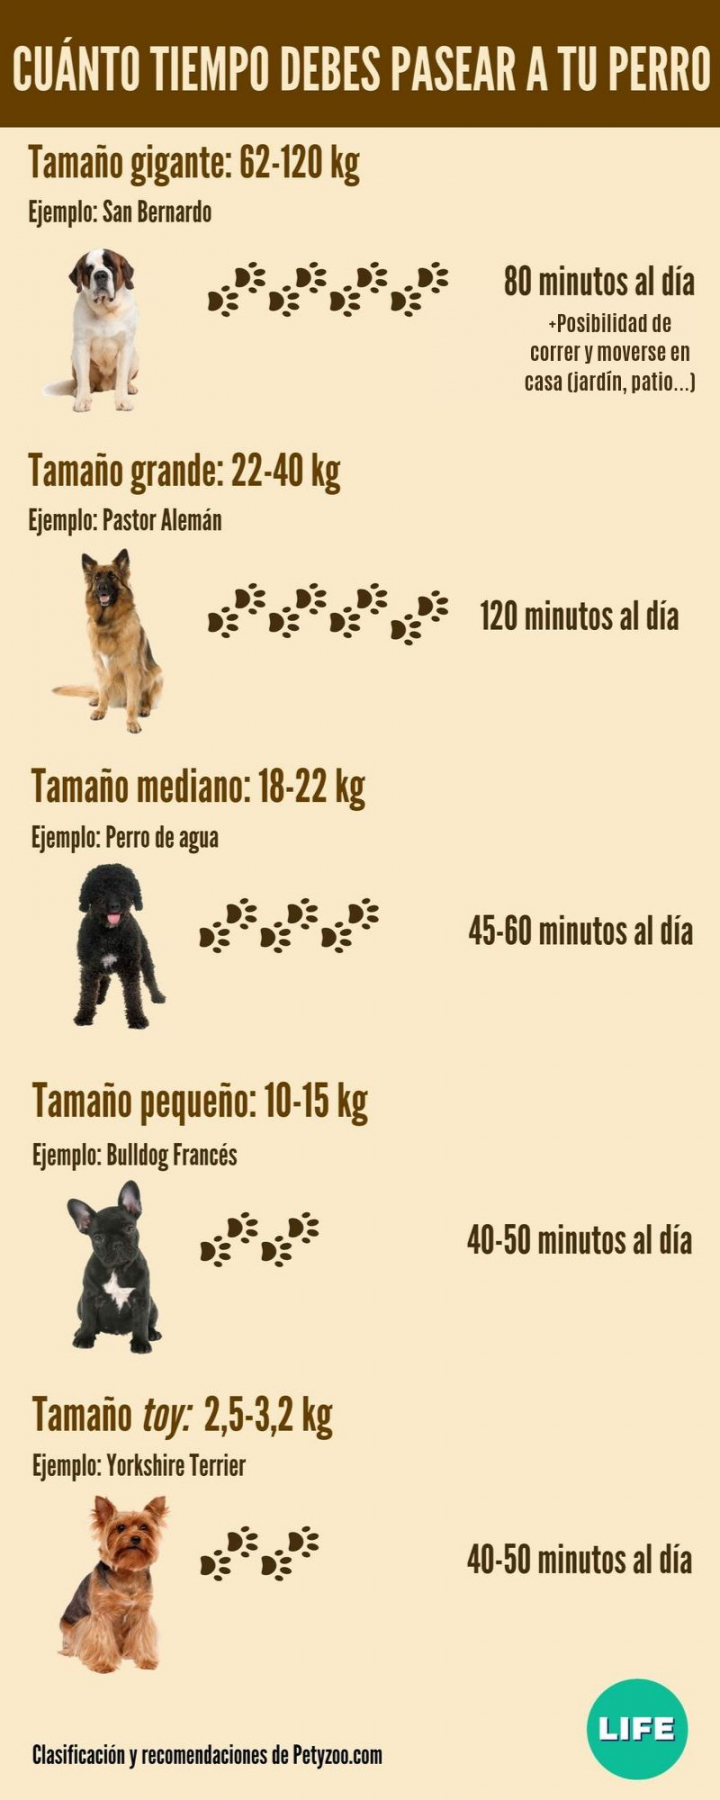 CUÁNTO TIEMPO DEBES PASEAR A TU PERRO
Tamaño gigante: 62-120 kg
Ejemplo: San Bernardo
80 minutos al día
+Posibilidad de
correr y moverse en
casa (jardín, patio...)
Tamaño grande: 22-40 kg
Ejemplo: Pastor Alemán
120 minutos al día
Tamaño mediano: 18-22 kg
Ejemplo: Perro de agua
45-60 minutos al día
Tamaño pequeño: 10-15 kg
Ejemplo: Bulldog Francés
40-50 minutos al día
Tamaño toy: 2,5-3,2 kg
Ejemplo: Yorkshire Terrier
40-50 minutos al día
LIFE
Clasificación y recomendaciones de Petyzoo.com